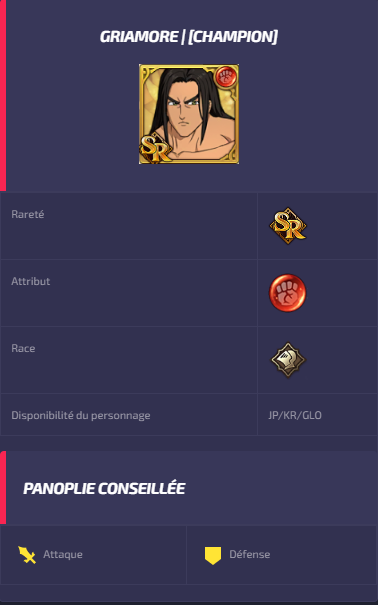 GRIAMORE | [CHAMPION]
SR
Rareté
SR
Attribut
Race
Disponibilité du personnage JP/KR/GLO
PANOPLIE CONSEILLÉE
Attaque Défense